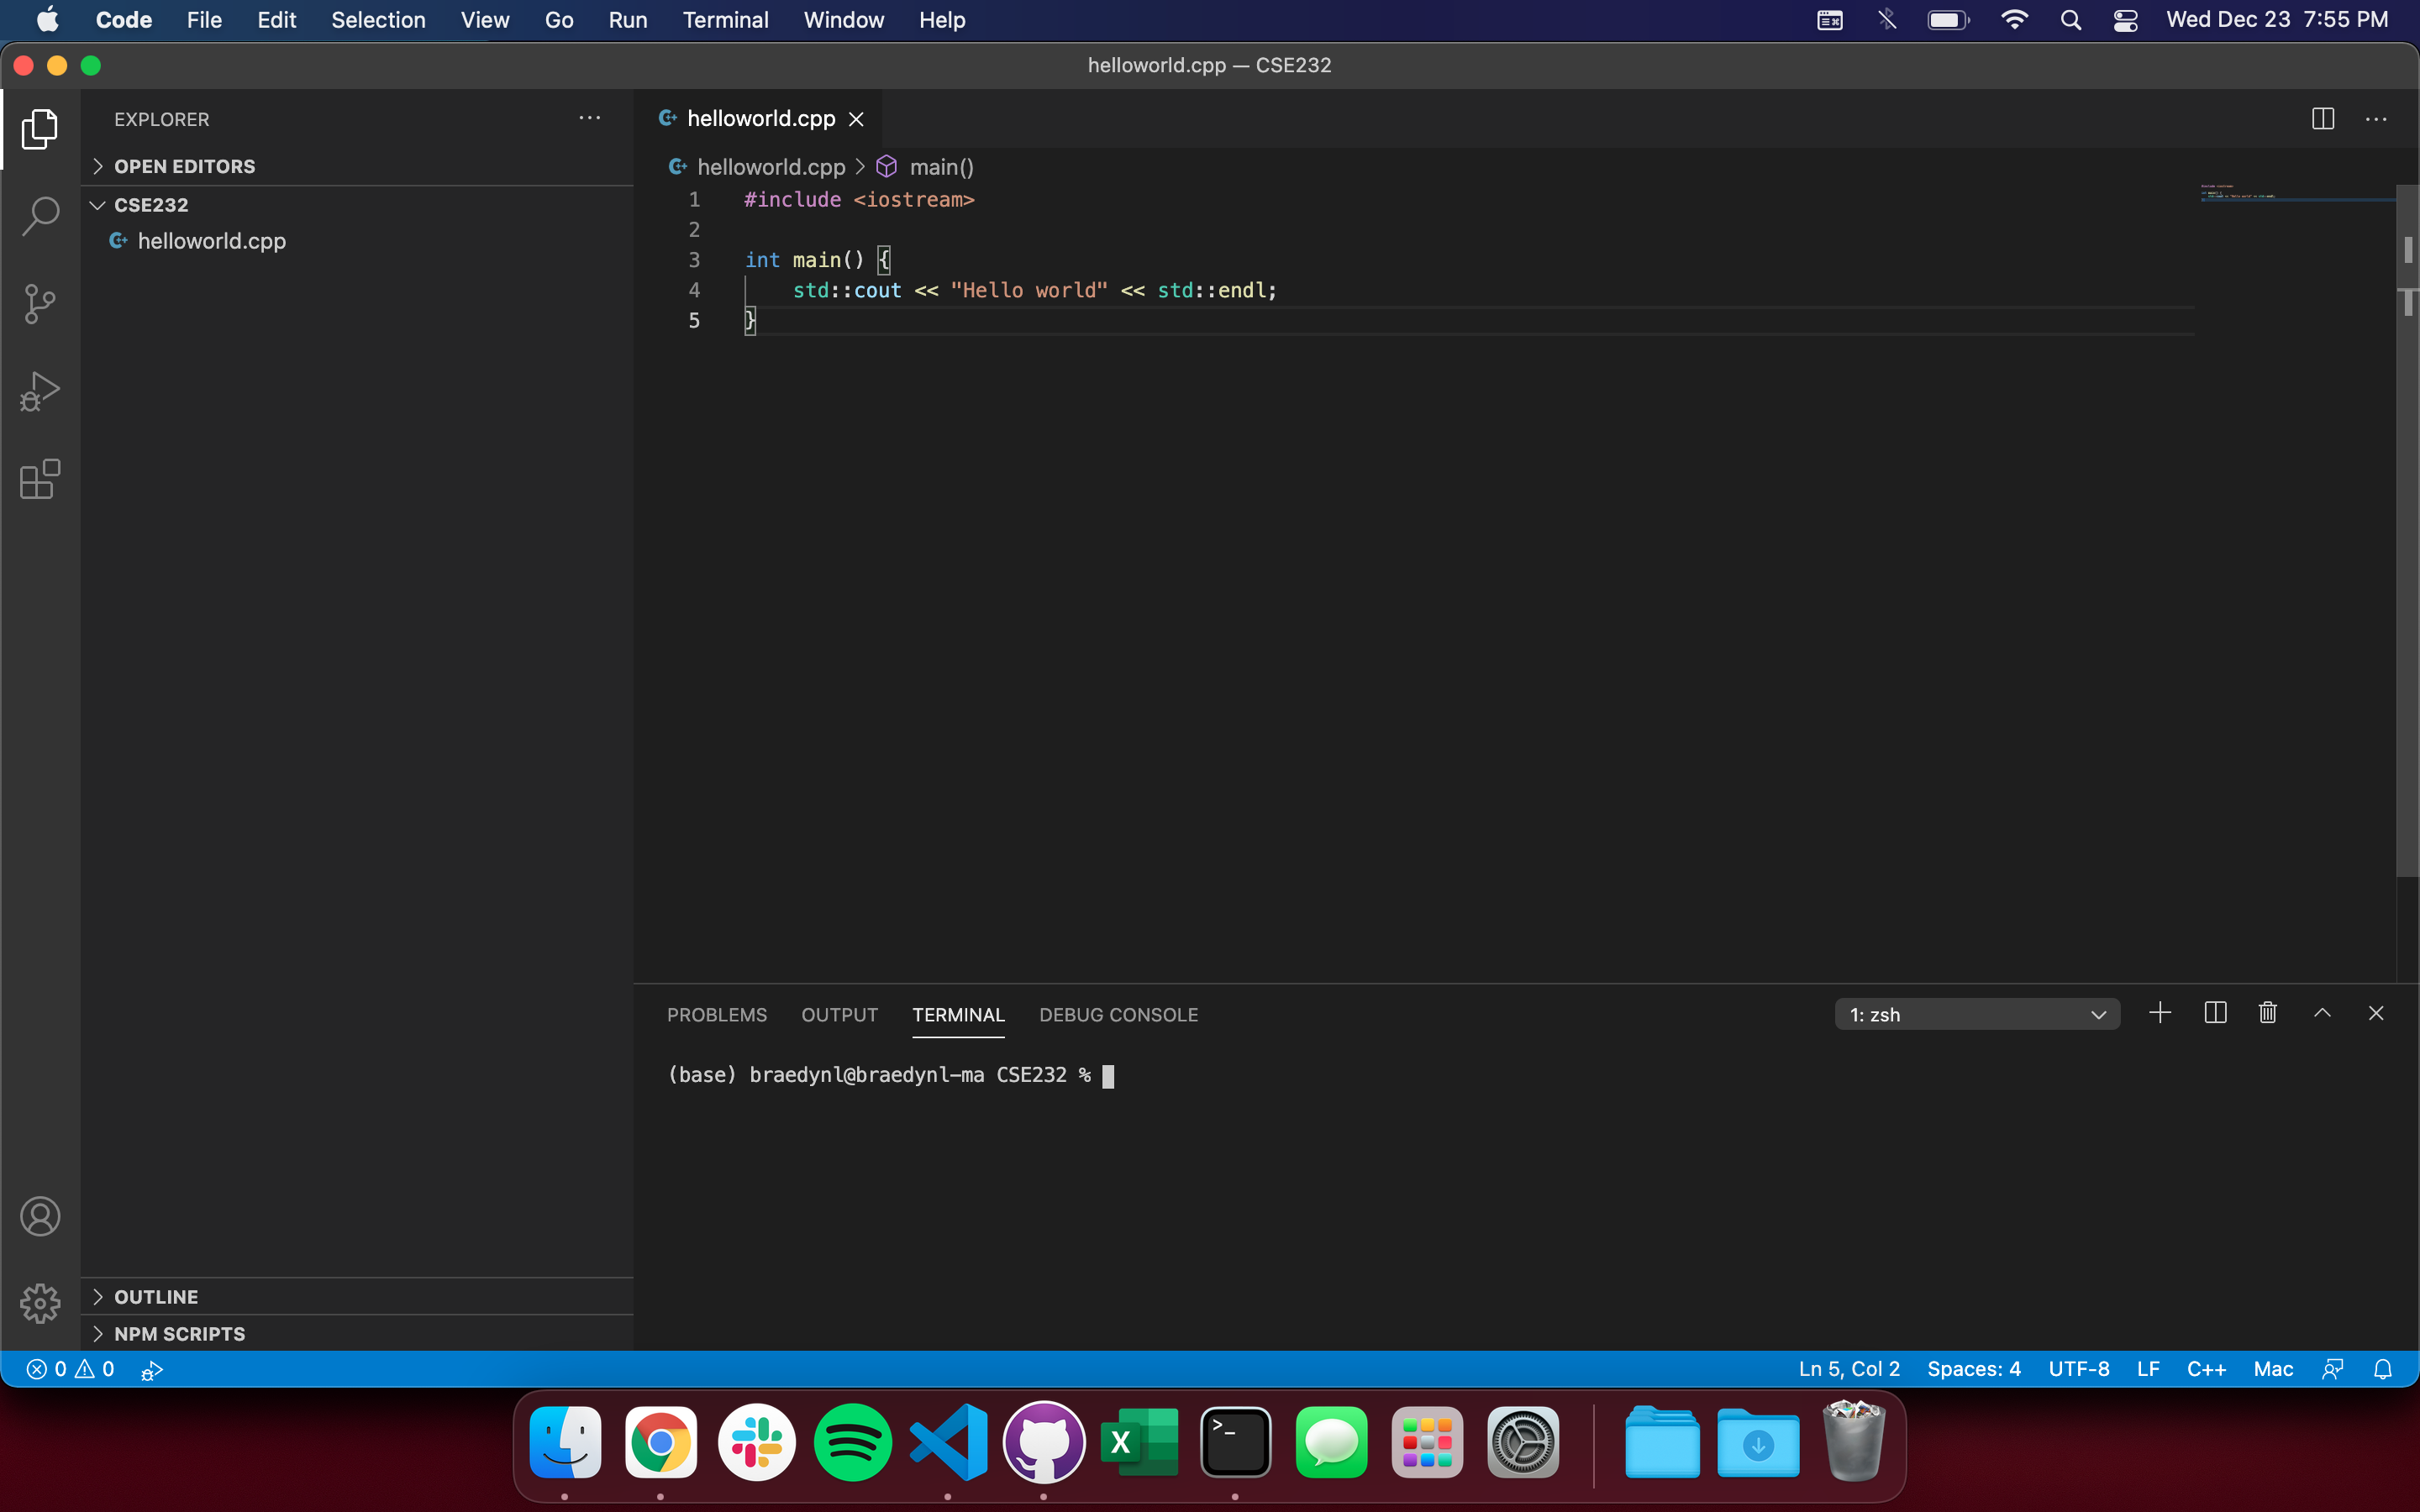 Code File Edit Selection View Go Run Terminal Window Help Wed Dec 23 7:55 PM
helloworld.cpp — CSE232
EXPLORER
OPEN EDITORS
CSE232
helloworld.cpp
helloworld.cpp
helloworld.cpp > main()
1 #include <iostream>
2
3 int main() {
4     std::cout << "Hello world" << std::endl;
5 }
PROBLEMS OUTPUT TERMINAL DEBUG CONSOLE 1: zsh
(base) braedynl@braedynl-ma CSE232 %
OUTLINE
NPM SCRIPTS
0 0 Ln 5, Col 2 Spaces: 4 UTF-8 LF C++ Mac
X >_